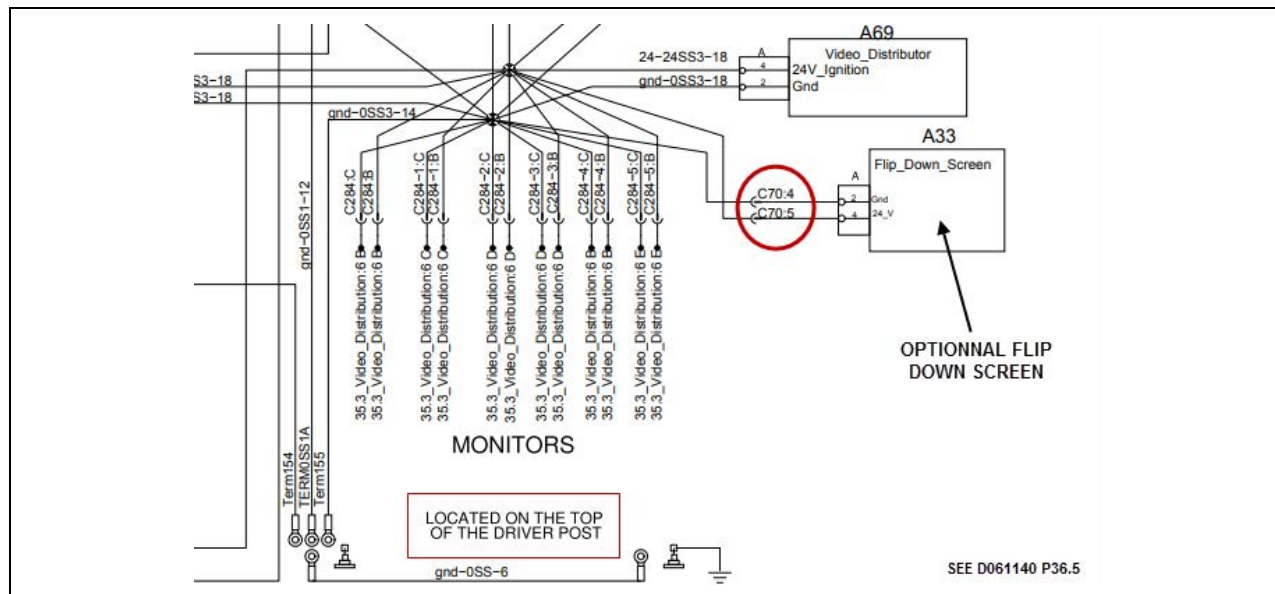 A69
24-24SS3-18
A
Video_Distributor
4
24V_Ignition
gnd-0SS3-18
2
Gnd
S3-18
S3-18
gnd-0SS3-14
A33
A
Flip_Down_Screen
C70:4
2
Gnd
C70:5
4
24_V
C284:C
C284:B
C284-1:C
C284-1:B
C284-2:C
C284-2:B
C284-3:C
C284-3:B
C284-4:C
C284-4:B
C284-5:C
C284-5:B
gnd-0SS1-12
35.3_Video_Distribution:6 B
35.3_Video_Distribution:6 B
35.3_Video_Distribution:6 C
35.3_Video_Distribution:6 C
35.3_Video_Distribution:6 D
35.3_Video_Distribution:6 D
35.3_Video_Distribution:6 D
35.3_Video_Distribution:6 D
35.3_Video_Distribution:6 E
35.3_Video_Distribution:6 E
35.3_Video_Distribution:6 E
35.3_Video_Distribution:6 E
OPTIONNAL FLIP
DOWN SCREEN
MONITORS
Term154
TERM0SS1A
Term155
LOCATED ON THE TOP
OF THE DRIVER POST
gnd-0SS-6
SEE D061140 P36.5